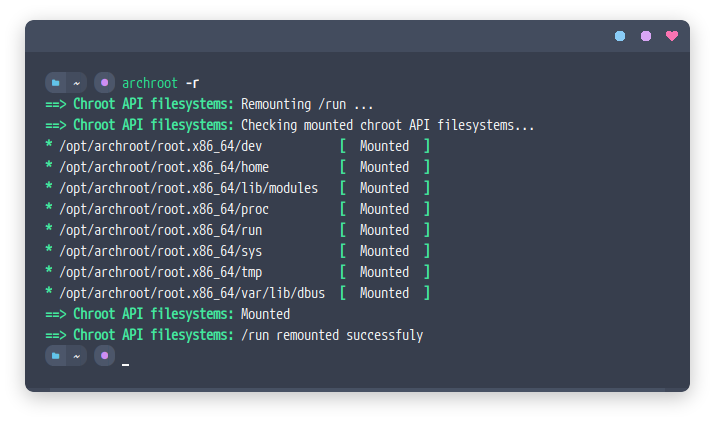 ~ archroot -r
==> Chroot API filesystems: Remounting /run ...
==> Chroot API filesystems: Checking mounted chroot API filesystems...
* /opt/archroot/root.x86_64/dev [ Mounted ]
* /opt/archroot/root.x86_64/home [ Mounted ]
* /opt/archroot/root.x86_64/lib/modules [ Mounted ]
* /opt/archroot/root.x86_64/proc [ Mounted ]
* /opt/archroot/root.x86_64/run [ Mounted ]
* /opt/archroot/root.x86_64/sys [ Mounted ]
* /opt/archroot/root.x86_64/tmp [ Mounted ]
* /opt/archroot/root.x86_64/var/lib/dbus [ Mounted ]
==> Chroot API filesystems: Mounted
==> Chroot API filesystems: /run remounted successfuly
~ _